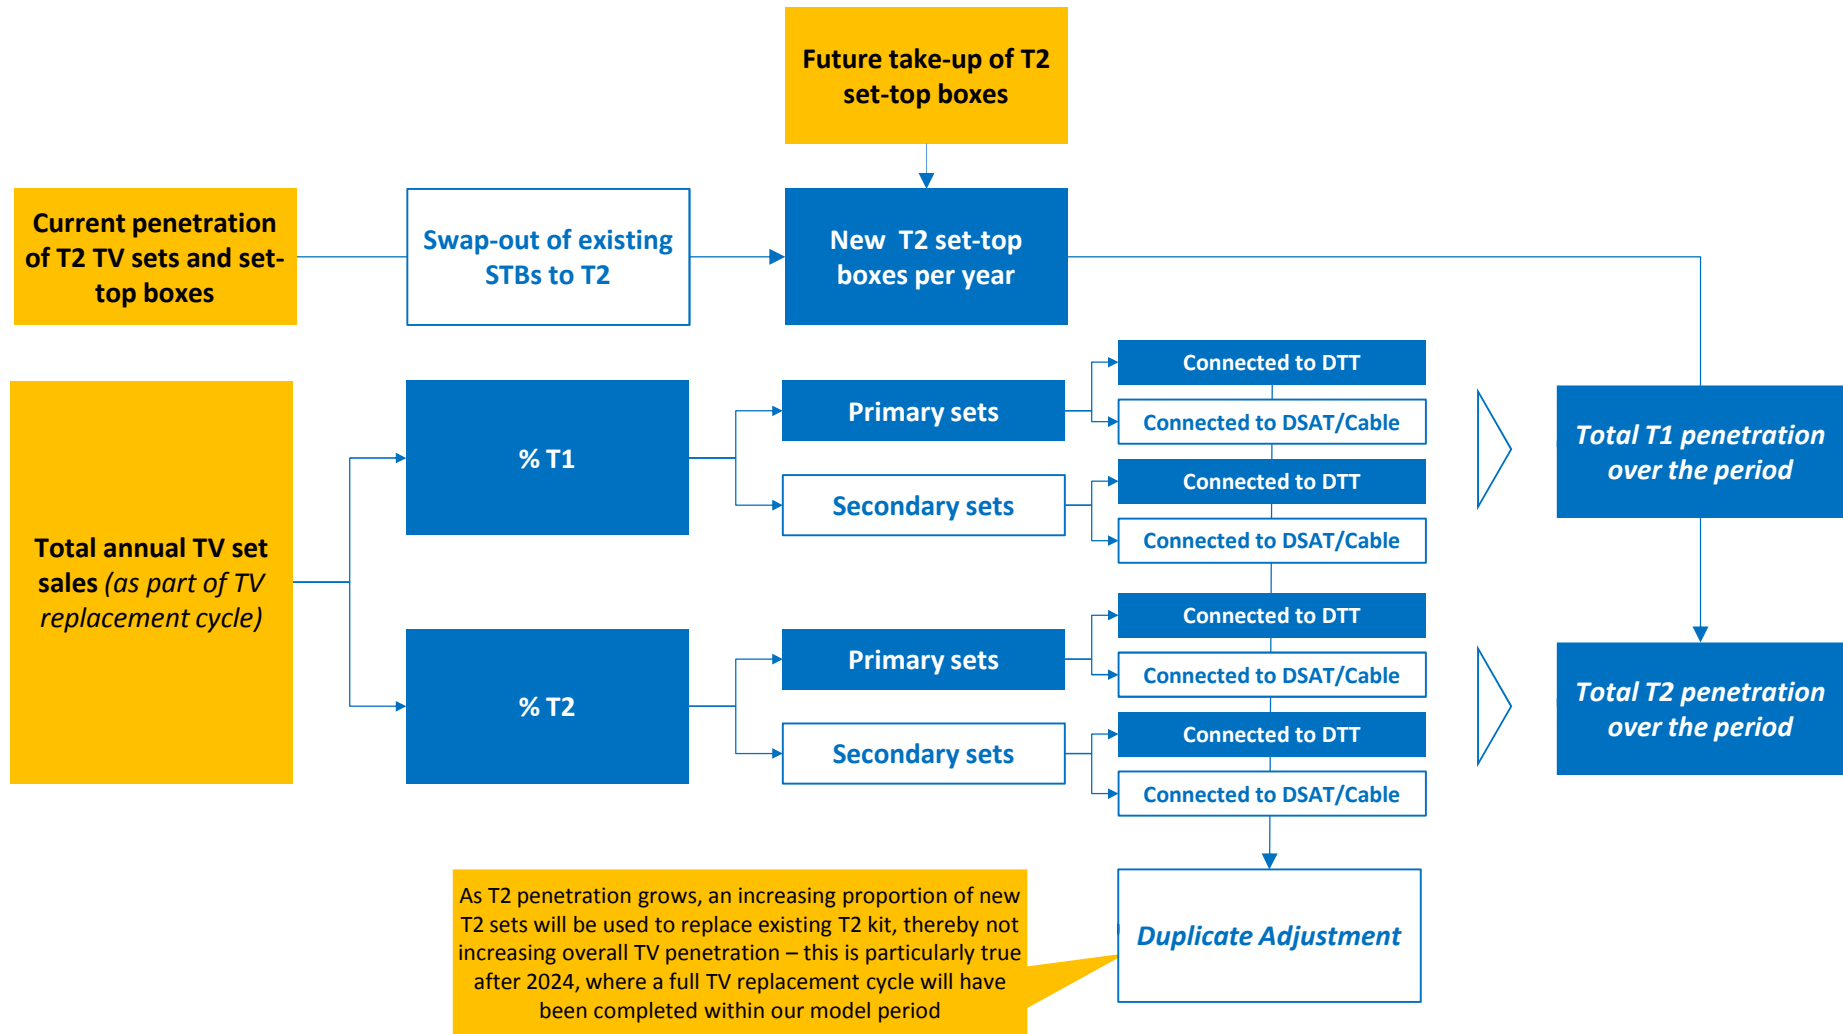 Future take-up of T2
set-top boxes
Current penetration
of T2 TV sets and set-
top boxes
Swap-out of existing
STBs to T2
New T2 set-top
boxes per year
Total annual TV set
sales (as part of TV
replacement cycle)
% T1
Primary sets
Secondary sets
Connected to DTT
Connected to DSAT/Cable
Connected to DTT
Connected to DSAT/Cable
Total T1 penetration
over the period
% T2
Primary sets
Secondary sets
Connected to DTT
Connected to DSAT/Cable
Connected to DTT
Connected to DSAT/Cable
Total T2 penetration
over the period
As T2 penetration grows, an increasing proportion of new
T2 sets will be used to replace existing T2 kit, thereby not
increasing overall TV penetration – this is particularly true
after 2024, where a full TV replacement cycle will have
been completed within our model period
Duplicate Adjustment